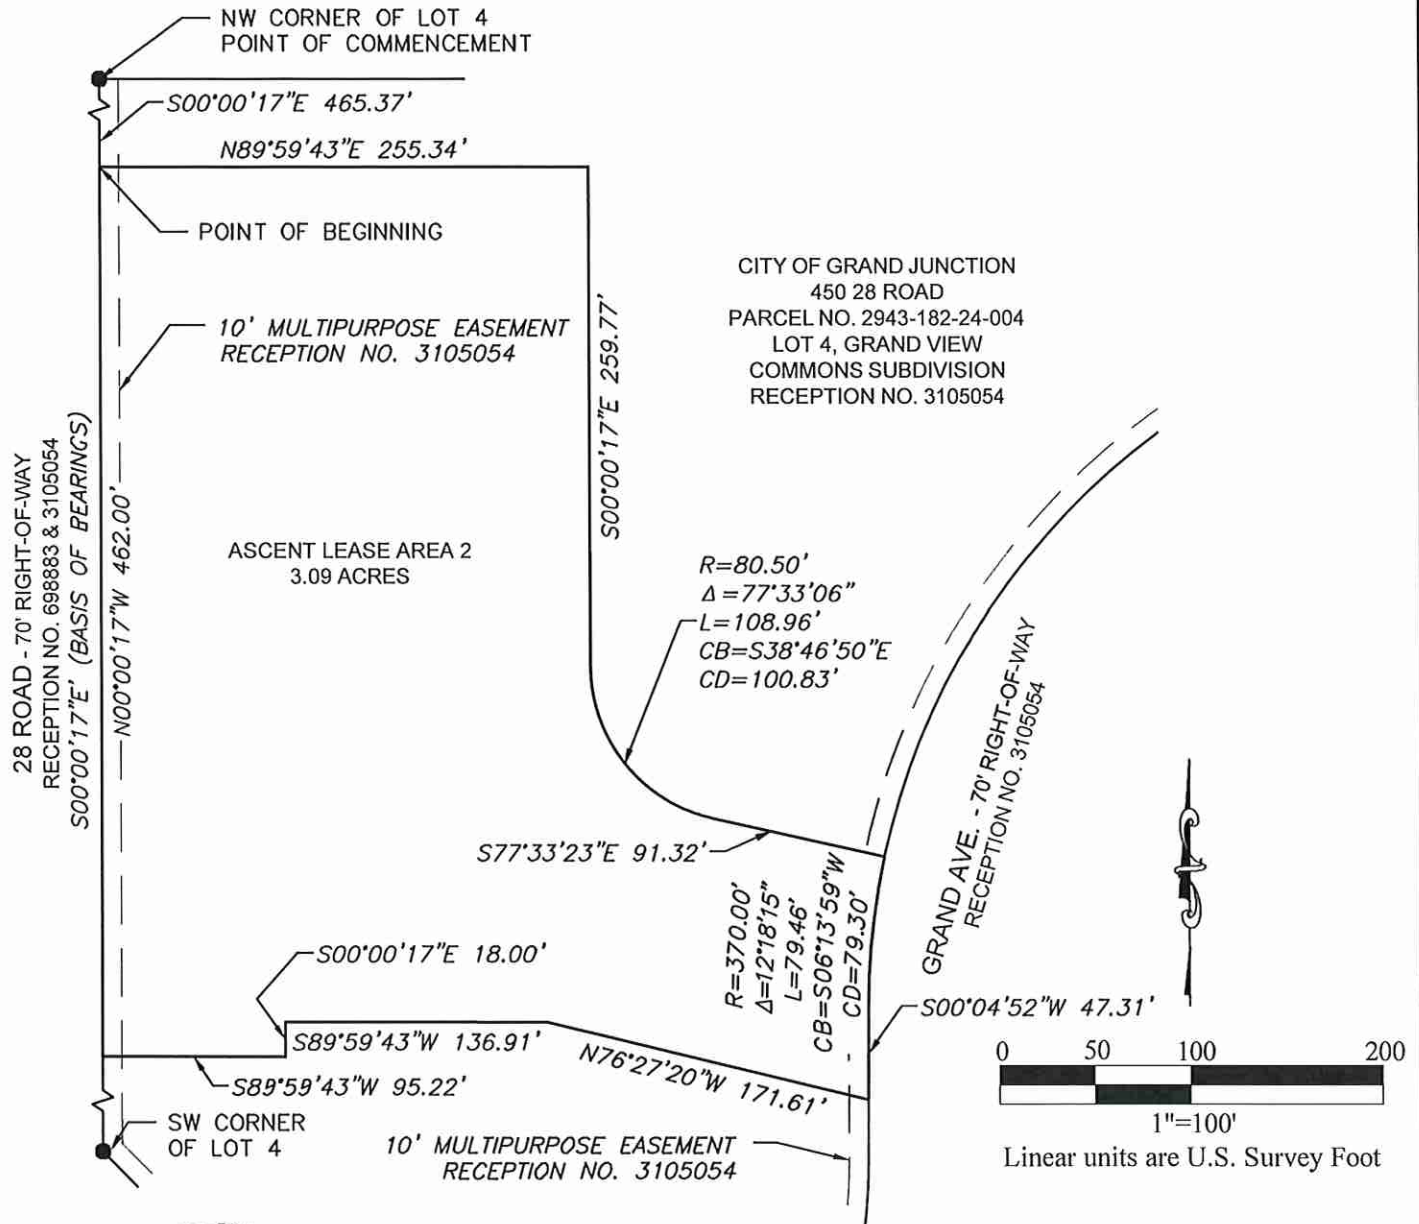 NW CORNER OF LOT 4
POINT OF COMMENCEMENT
S00°00'17"E 465.37'
N89°59'43"E 255.34'
POINT OF BEGINNING
10' MULTIPURPOSE EASEMENT
RECEPTION NO. 3105054
CITY OF GRAND JUNCTION
450 28 ROAD
PARCEL NO. 2943-182-24-004
LOT 4, GRAND VIEW
COMMONS SUBDIVISION
RECEPTION NO. 3105054
S00°00'17"E 259.77'
28 ROAD - 70' RIGHT-OF-WAY
RECEPTION NO. 698883 & 3105054
S00°00'17"E' (BASIS OF BEARINGS)
N00°00'17"W 462.00'
ASCENT LEASE AREA 2
3.09 ACRES
R=80.50'
Δ=77°33'06"
L=108.96'
CB=S38°46'50"E
CD=100.83'
GRAND AVE. - 70' RIGHT-OF-WAY
RECEPTION NO. 3105054
S77°33'23"E 91.32'
R=370.00'
Δ=12°18'15"
L=79.46'
CB=S06°13'59"W
CD=79.30'
S00°00'17"E 18.00'
S00°04'52"W 47.31'
S89°59'43"W 136.91'
N76°27'20"W 171.61'
S89°59'43"W 95.22'
SW CORNER
OF LOT 4
10' MULTIPURPOSE EASEMENT
RECEPTION NO. 3105054
0 50 100 200
1"=100'
Linear units are U.S. Survey Foot